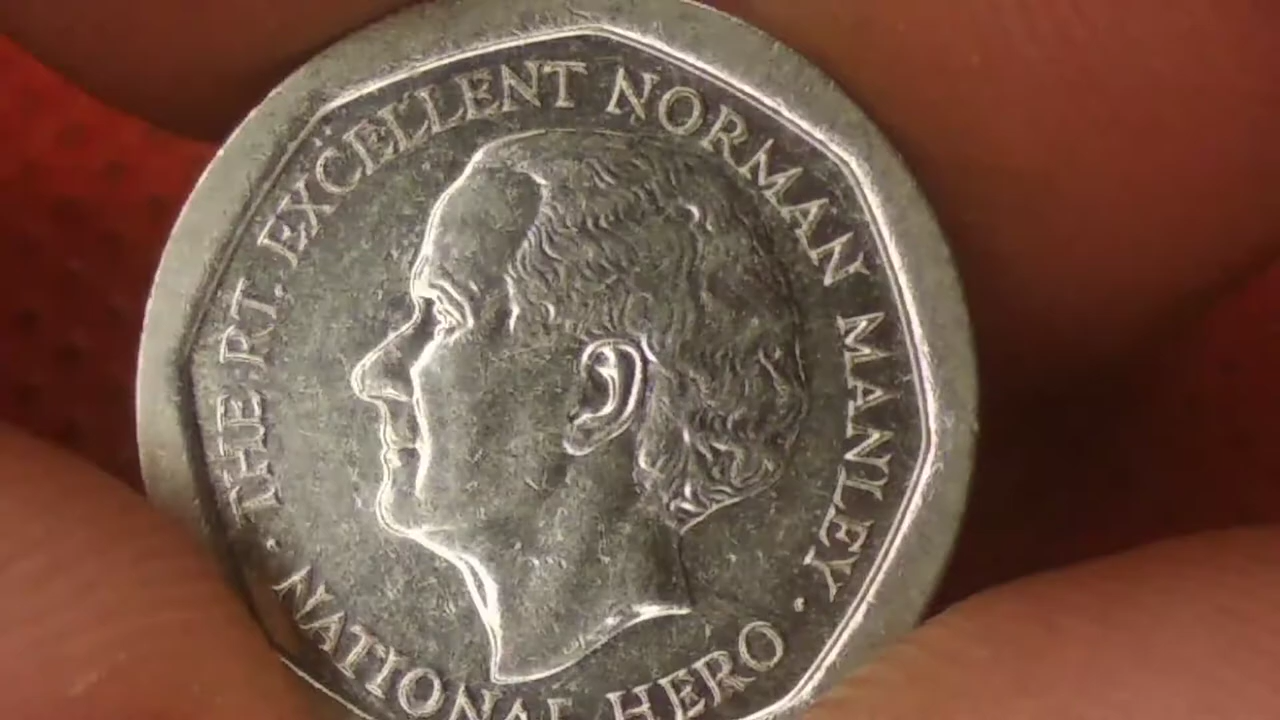 THE RT. EXCELLENT NORMAN MANLEY
· NATIONAL HERO ·